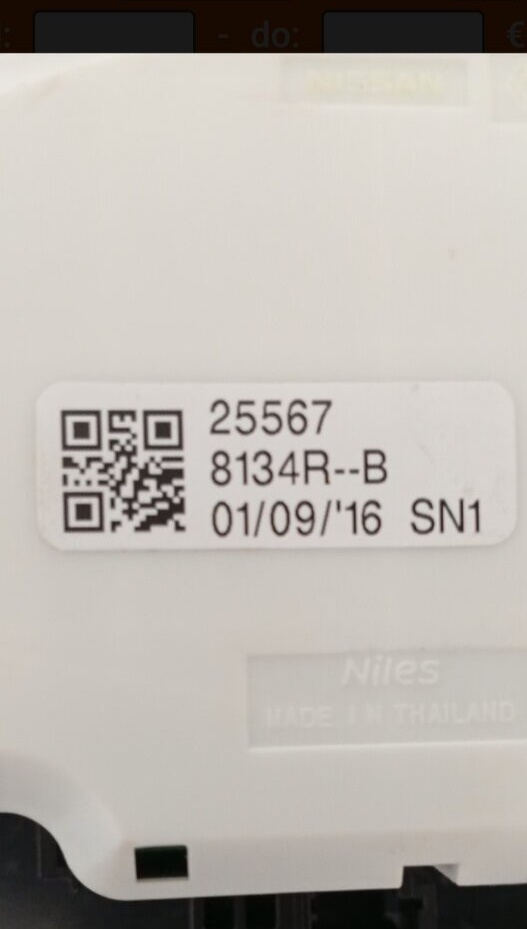 - do: €
NISSAN
25567
8134R--B
01/09/'16 SN1
Niles
MADE IN THAILAND